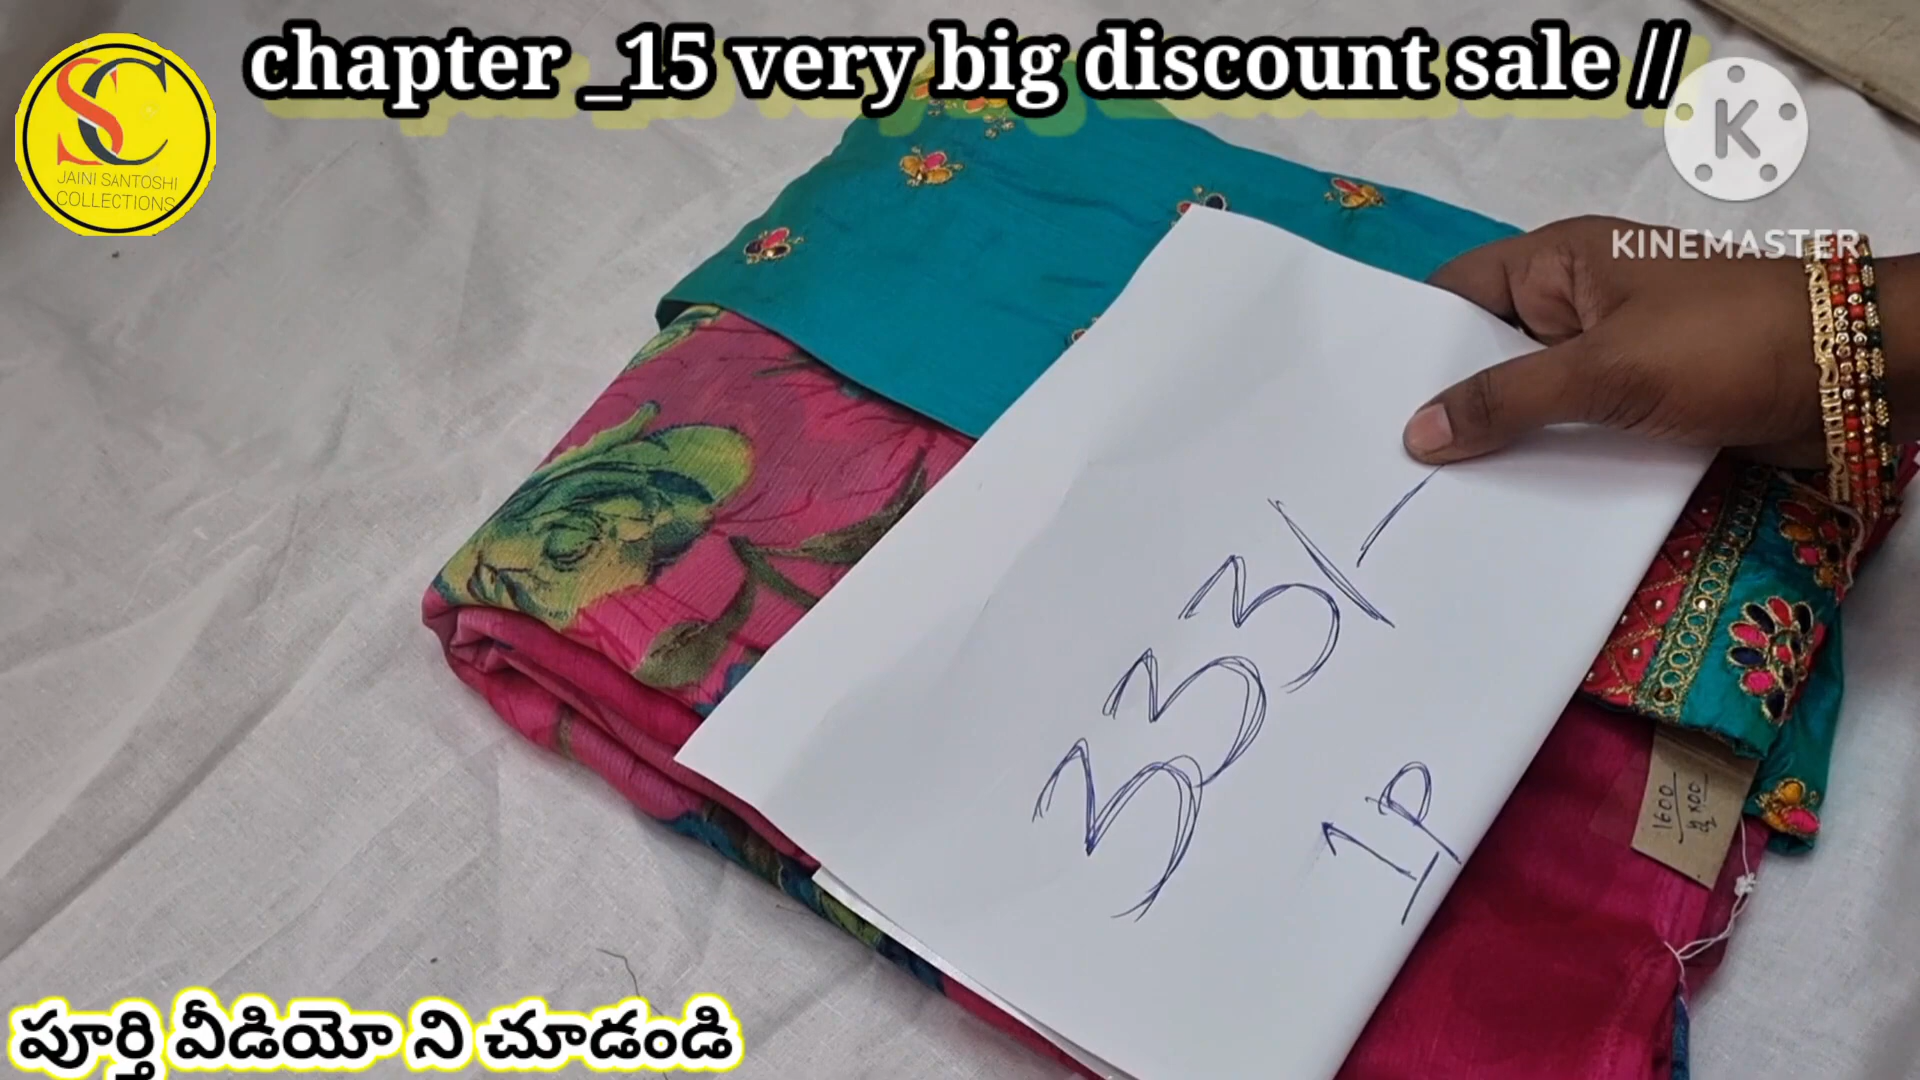 chapter _15 very big discount sale //
SC
JAINI SANTOSHI
COLLECTIONS
K
KINEMASTER
333/-
1P
1600
పూర్తి వీడియో ని చూడండి